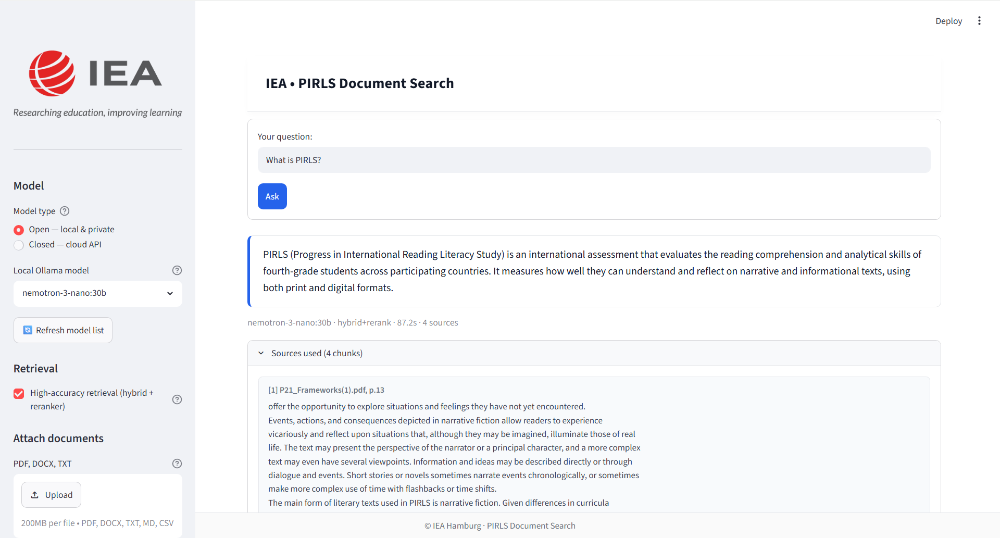 IEA
Researching education, improving learning
Model
Model type
Open — local & private
Closed — cloud API
Local Ollama model
nemotron-3-nano:30b
Refresh model list
Retrieval
High-accuracy retrieval (hybrid +
reranker)
Attach documents
PDF, DOCX, TXT
Upload
200MB per file • PDF, DOCX, TXT, MD, CSV
Deploy
IEA • PIRLS Document Search
Your question:
What is PIRLS?
Ask
PIRLS (Progress in International Reading Literacy Study) is an international assessment that evaluates the reading comprehension and analytical skills of
fourth-grade students across participating countries. It measures how well they can understand and reflect on narrative and informational texts, using
both print and digital formats.
nemotron-3-nano:30b · hybrid+rerank · 87.2s · 4 sources
Sources used (4 chunks)
[1] P21_Frameworks(1).pdf, p.13
offer the opportunity to explore situations and feelings they have not yet encountered.
Events, actions, and consequences depicted in narrative fiction allow readers to experience
vicariously and reflect upon situations that, although they may be imagined, illuminate those of real
life. The text may present the perspective of the narrator or a principal character, and a more complex
text may even have several viewpoints. Information and ideas may be described directly or through
dialogue and events. Short stories or novels sometimes narrate events chronologically, or sometimes
make more complex use of time with flashbacks or time shifts.
The main form of literary texts used in PIRLS is narrative fiction. Given differences in curricula
© IEA Hamburg · PIRLS Document Search